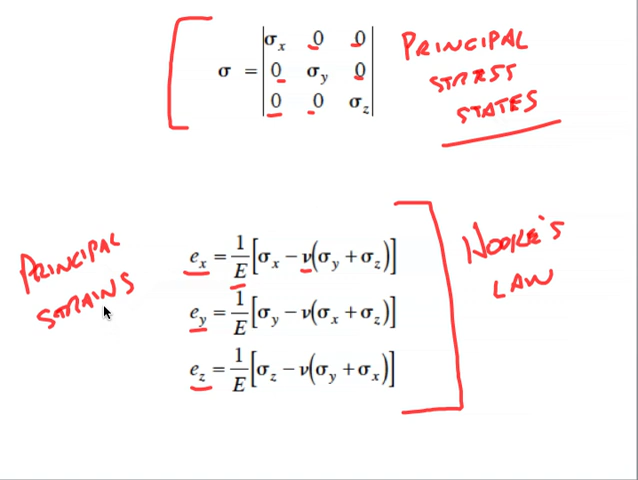 σ = |σx 0 0|
|0 σy 0|
|0 0 σz|
PRINCIPAL
STRESS
STATES
PRINCIPAL
STRAINS
ex = 1/E [σx − ν(σy + σz)]
ey = 1/E [σy − ν(σx + σz)]
ez = 1/E [σz − ν(σy + σx)]
HOOKE'S
LAW